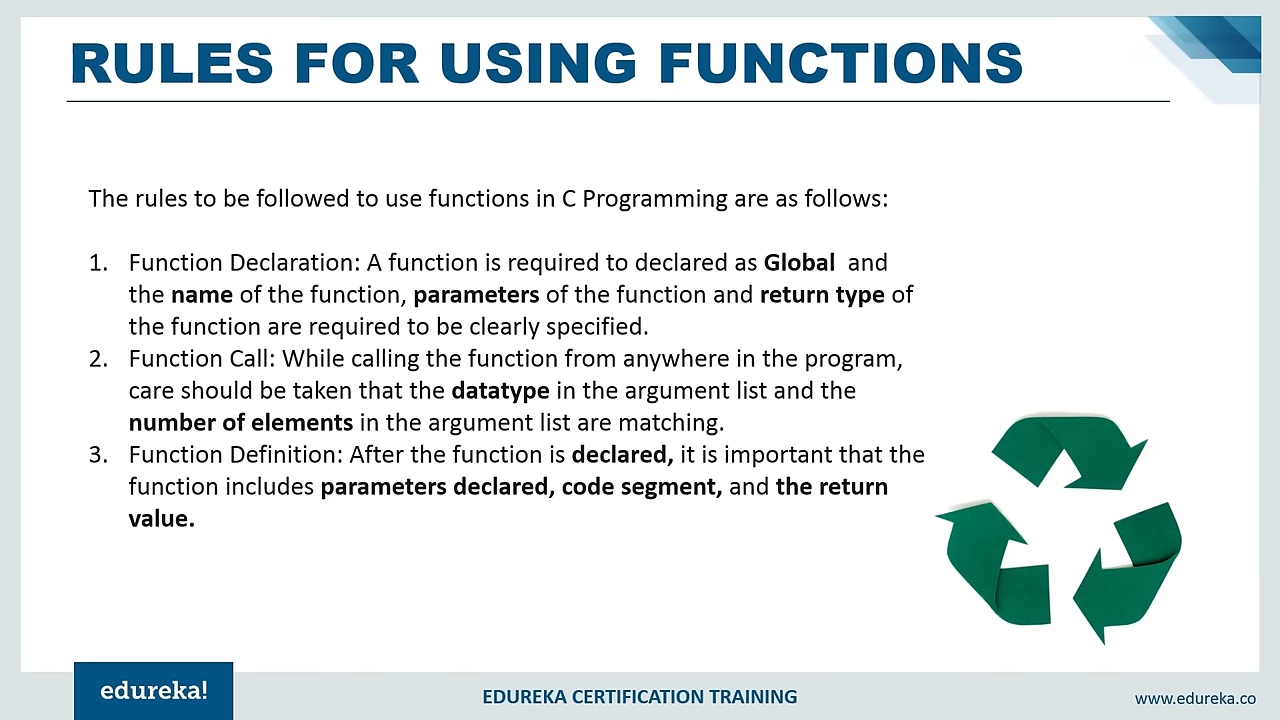 RULES FOR USING FUNCTIONS
The rules to be followed to use functions in C Programming are as follows:
1. Function Declaration: A function is required to declared as Global and
the name of the function, parameters of the function and return type of
the function are required to be clearly specified.
2. Function Call: While calling the function from anywhere in the program,
care should be taken that the datatype in the argument list and the
number of elements in the argument list are matching.
3. Function Definition: After the function is declared, it is important that the
function includes parameters declared, code segment, and the return
value.
edureka!
EDUREKA CERTIFICATION TRAINING
www.edureka.co